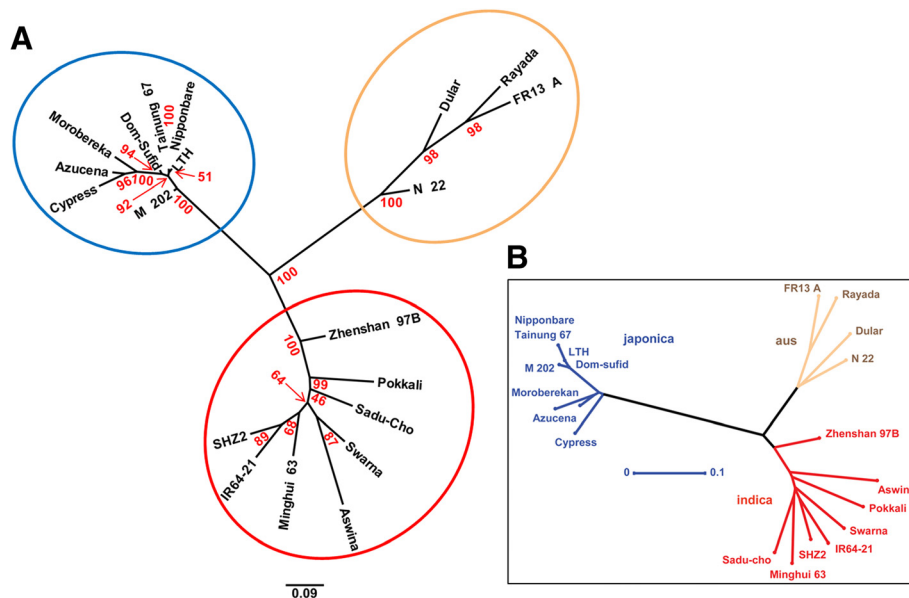 A
Nipponbare
Tainung 67
100
Dom-Sufid
LTH
Morobereka
94
51
Azucena
96
100
Cypress
92
M 202
100
Rayada
FR13 A
Dular
98
98
N 22
100
100
Zhenshan 97B
100
64
99
Pokkali
46
Sadu-Cho
SHZ2
89
68
87
Swarna
IR64-21
Minghui 63
Aswina
0.09
B
FR13 A
Rayada
Nipponbare
Tainung 67
japonica
aus
Dular
LTH
M 202
Dom-sufid
N 22
Moroberekan
Azucena
Cypress
Zhenshan 97B
0
0.1
indica
Aswin
Pokkali
Swarna
IR64-21
SHZ2
Sadu-cho
Minghui 63